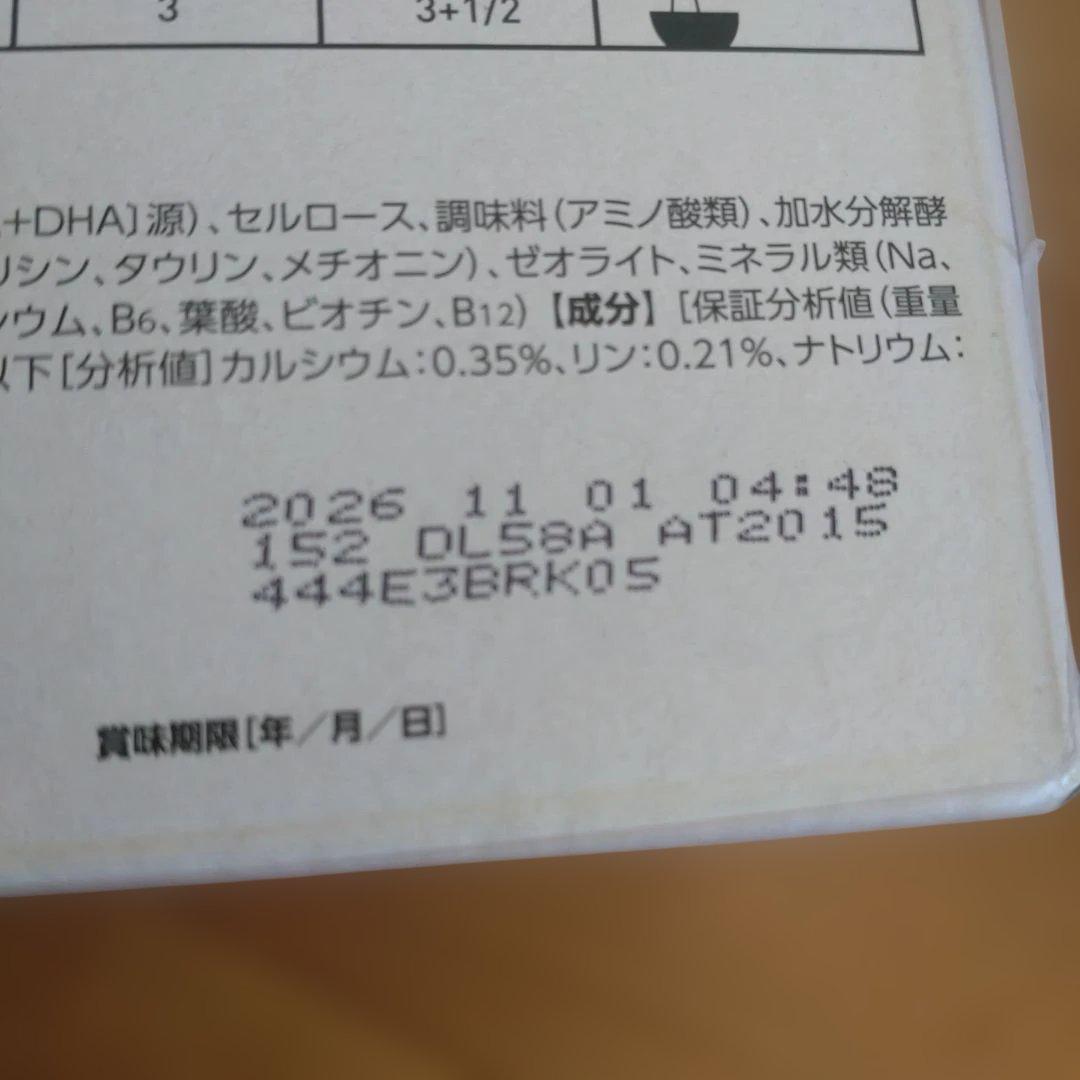 3 3+1/2
+DHA]源)、セルロース、調味料(アミノ酸類)、加水分解酵
リシン、タウリン、メチオニン)、ゼオライト、ミネラル類(Na、
ウム、B6、葉酸、ビオチン、B12)【成分】[保証分析値(重量
以下[分析値]カルシウム:0.35%、リン:0.21%、ナトリウム:
2026 11 01 04:48
152 DL58A AT2015
444E3BRK05
賞味期限[年/月/日]